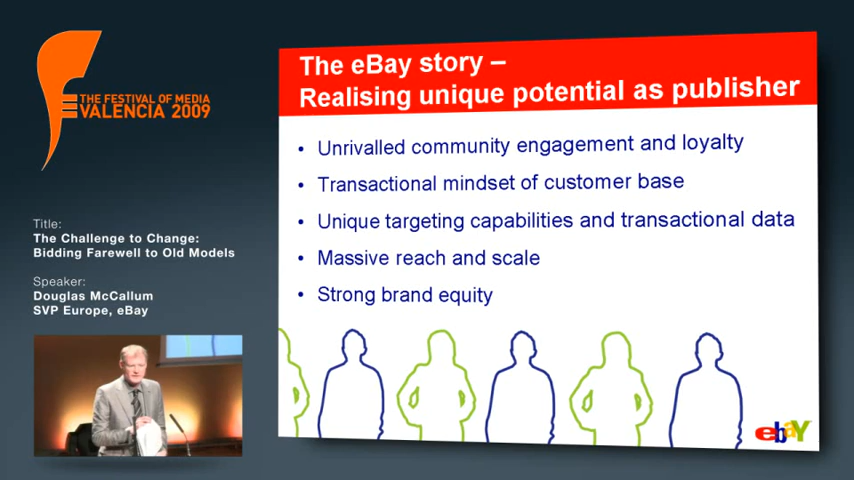 THE FESTIVAL OF MEDIA
VALENCIA 2009
Title:
The Challenge to Change:
Bidding Farewell to Old Models
Speaker:
Douglas McCallum
SVP Europe, eBay
The eBay story –
Realising unique potential as publisher
• Unrivalled community engagement and loyalty
• Transactional mindset of customer base
• Unique targeting capabilities and transactional data
• Massive reach and scale
• Strong brand equity
ebaY